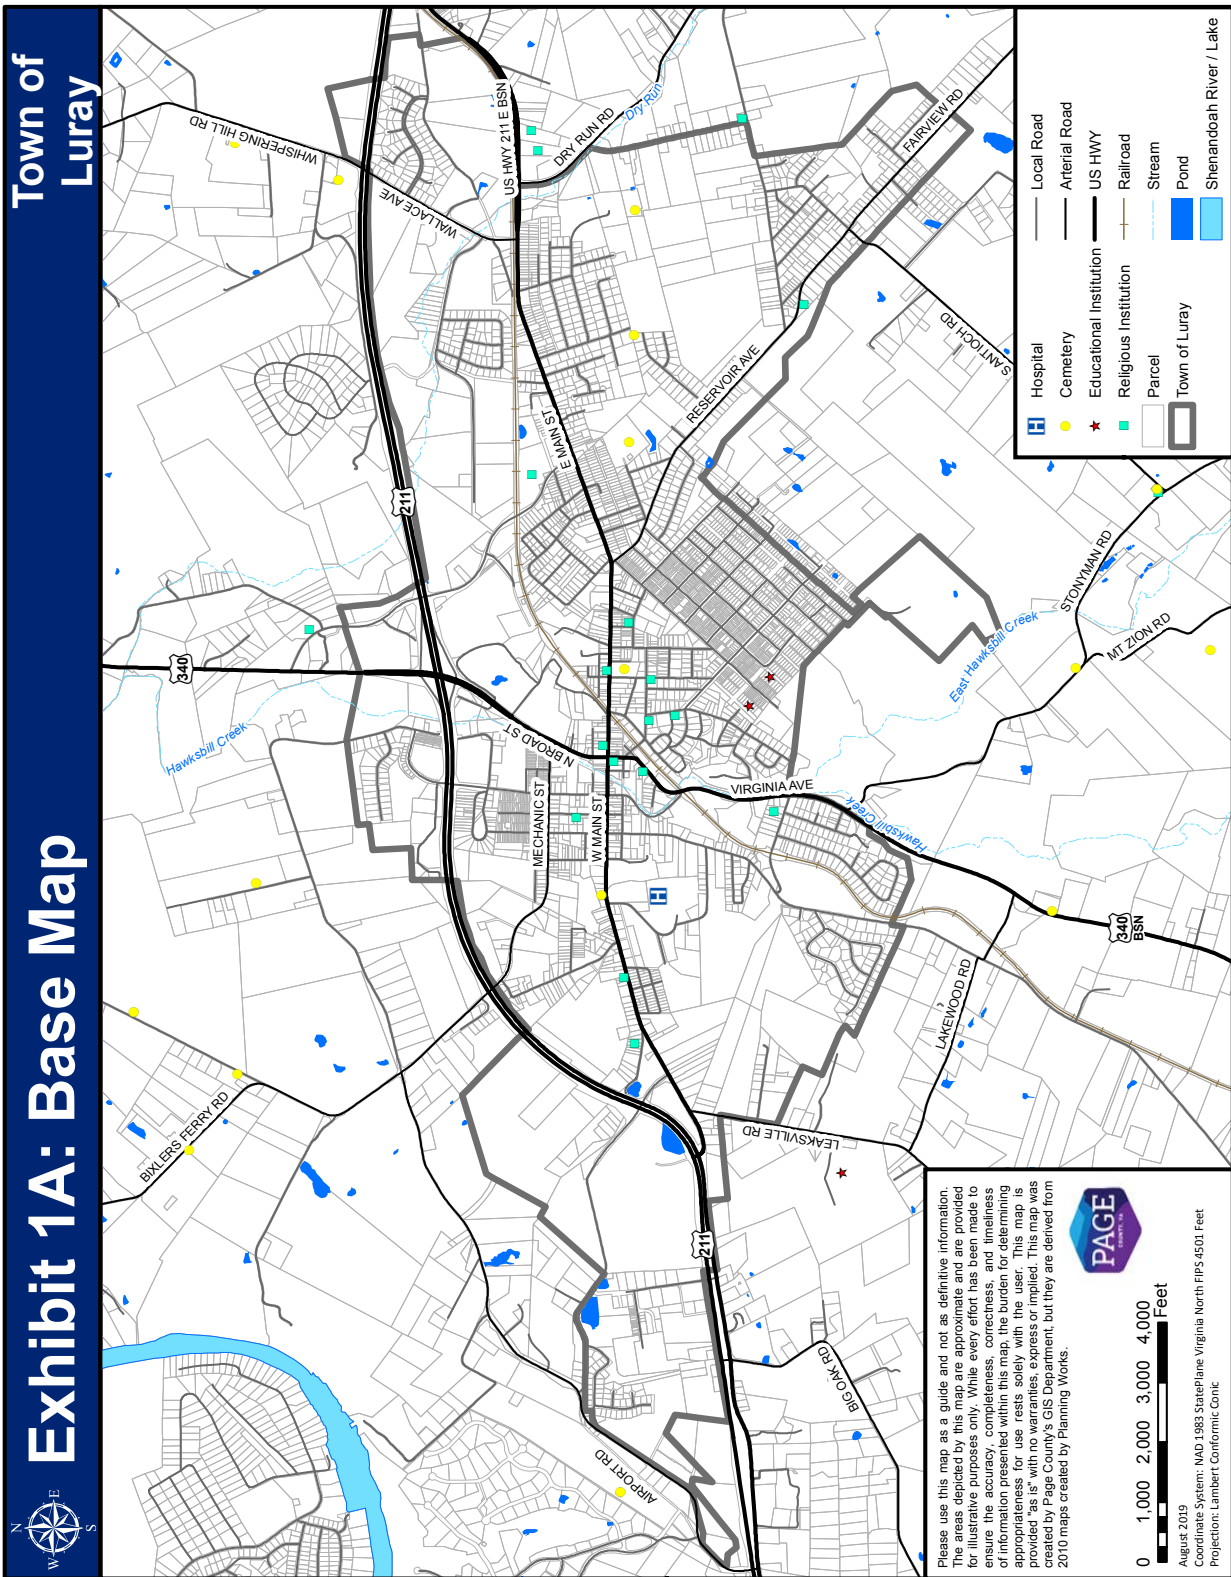 Exhibit 1A: Base Map
Town of
Luray
N
W
E
S
WHISPERING HILL RD
WALLACE AVE
US HWY 211 E BSN
DRY RUN RD
Dry Run
FAIRVIEW RD
S ANTIOCH RD
RESERVOIR AVE
E MAIN ST
211
340
Hawksbill Creek
N BROAD ST
MECHANIC ST
W MAIN ST
VIRGINIA AVE
Hawksbill Creek
East Hawksbill Creek
STONYMAN RD
MT ZION RD
340
BSN
LAKEWOOD RD
LEAKSVILLE RD
BIXLERS FERRY RD
211
BIG OAK RD
AIRPORT RD
H
H Hospital
Cemetery
Educational Institution
Religious Institution
Parcel
Town of Luray
Local Road
Arterial Road
US HWY
Railroad
Stream
Pond
Shenandoah River / Lake
Please use this map as a guide and not as definitive information.
The areas depicted by this map are approximate and are provided
for illustrative purposes only. While every effort has been made to
ensure the accuracy, completeness, correctness, and timeliness
of information presented within this map, the burden for determining
appropriateness for use rests solely with the user. This map is
provided "as is" with no warranties, express or implied. This map was
created by Page County's GIS Department, but they are derived from
2010 maps created by Planning Works.
PAGE
COUNTY, VA
0 1,000 2,000 3,000 4,000
Feet
August 2019
Coordinate System: NAD 1983 StatePlane Virginia North FIPS 4501 Feet
Projection: Lambert Conformic Conic